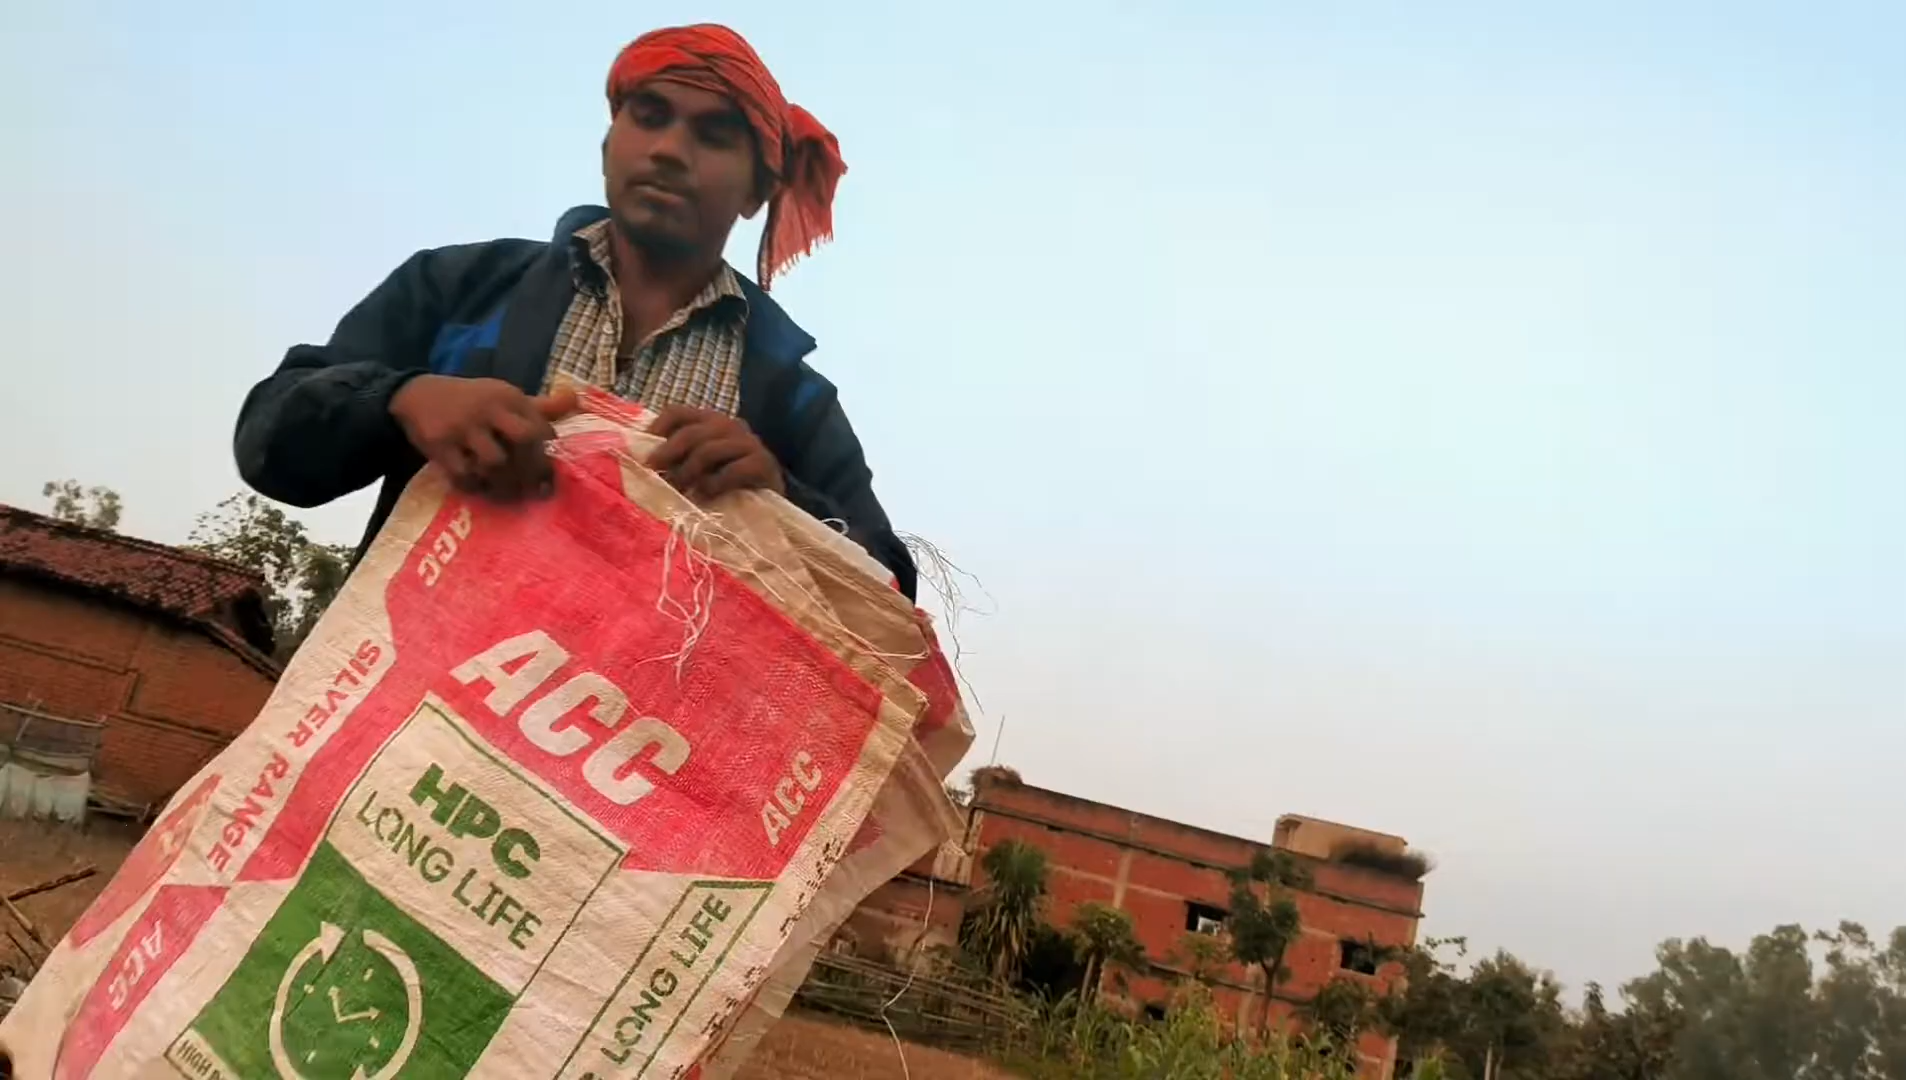 ACC
ACC
SILVER RANGE
ACC
HPC
LONG LIFE
LONG LIFE
ACC